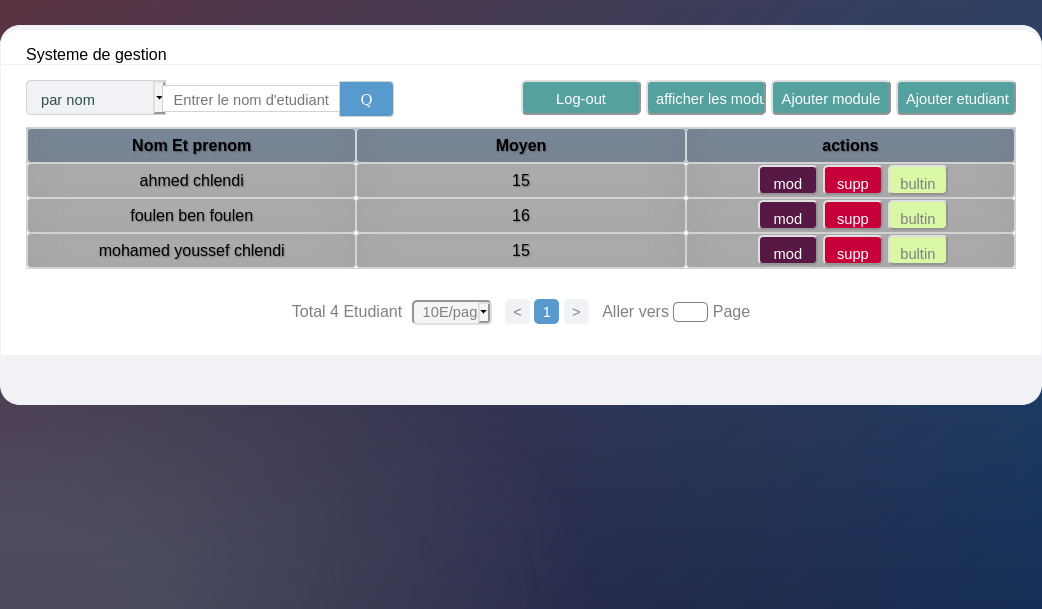 Systeme de gestion
par nom Entrer le nom d'etudiant Q Log-out afficher les modu Ajouter module Ajouter etudiant
Nom Et prenom Moyen actions
ahmed chlendi 15 mod supp bultin
foulen ben foulen 16 mod supp bultin
mohamed youssef chlendi 15 mod supp bultin
Total 4 Etudiant 10E/pag < 1 > Aller vers Page